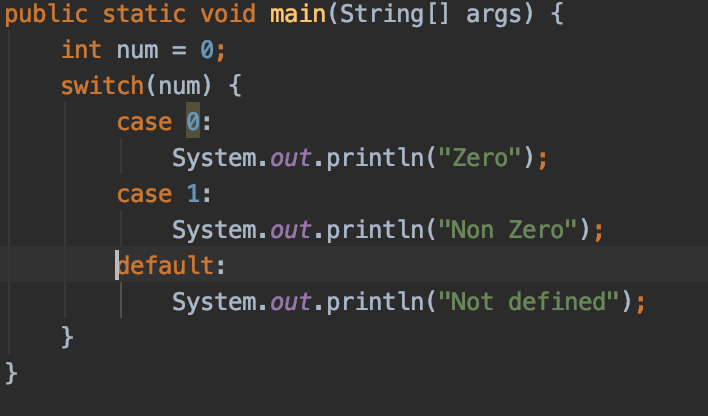 public static void main(String[] args) {
    int num = 0;
    switch(num) {
        case 0:
            System.out.println("Zero");
        case 1:
            System.out.println("Non Zero");
        default:
            System.out.println("Not defined");
    }
}